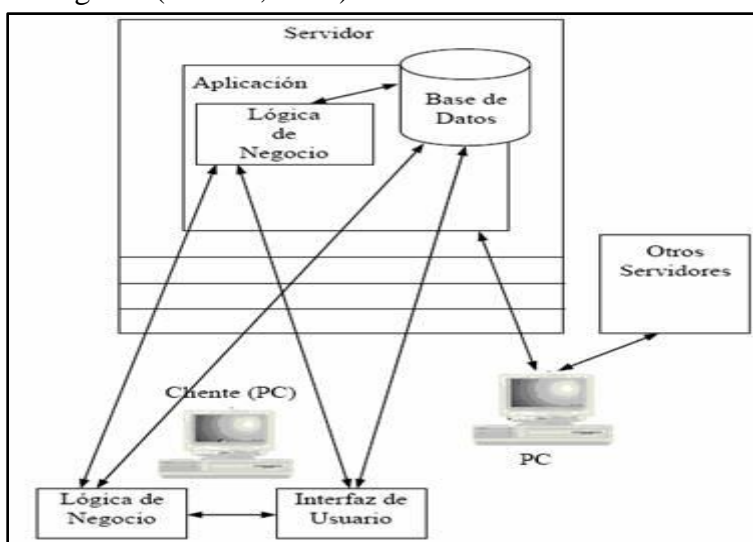 Servidor
Aplicación
Base de
Datos
Lógica
de
Negocio
Otros
Servidores
Cliente (PC)
PC
Lógica de
Negocio
Interfaz de
Usuario